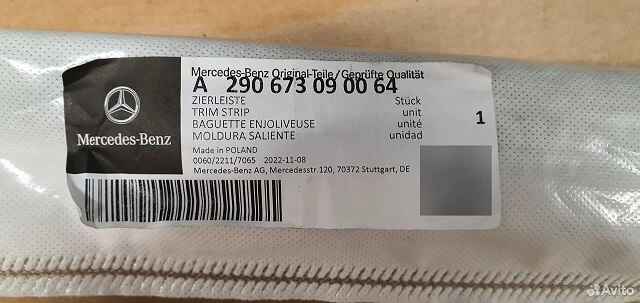 Mercedes-Benz Original-Teile/Geprüfte Qualität
A 290 673 09 00 64
ZIERLEISTE Stück
TRIM STRIP unit
BAGUETTE ENJOLIVEUSE unité
MOLDURA SALIENTE unidad
1
Mercedes-Benz
Made in POLAND
0060/2211/7065 2022-11-08
Mercedes-Benz AG, Mercedesstr.120, 70372 Stuttgart, DE
Avito